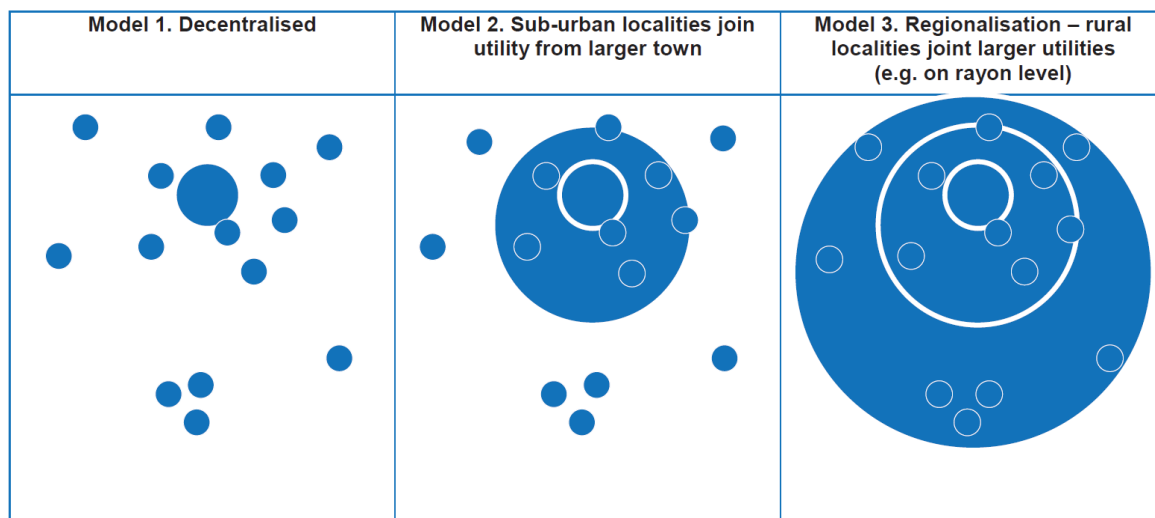 Model 1. Decentralised
Model 2. Sub-urban localities join
utility from larger town
Model 3. Regionalisation – rural
localities joint larger utilities
(e.g. on rayon level)